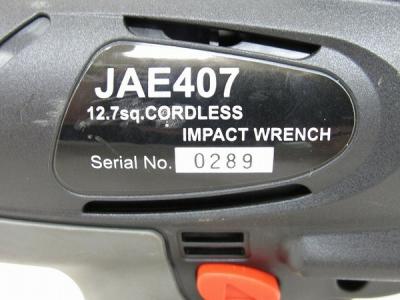 JAE407
12.7sq.CORDLESS
IMPACT WRENCH
Serial No. 0289